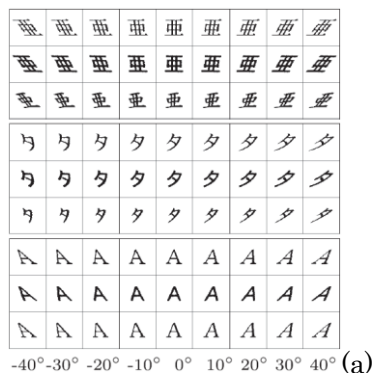 亜 亜 亜 亜 亜 亜 亜 亜 亜
亜 亜 亜 亜 亜 亜 亜 亜 亜
亜 亜 亜 亜 亜 亜 亜 亜 亜
タ タ タ タ タ タ タ タ タ
タ タ タ タ タ タ タ タ タ
タ タ タ タ タ タ タ タ タ
A A A A A A A A A
A A A A A A A A A
A A A A A A A A A
-40° -30° -20° -10° 0° 10° 20° 30° 40° (a)